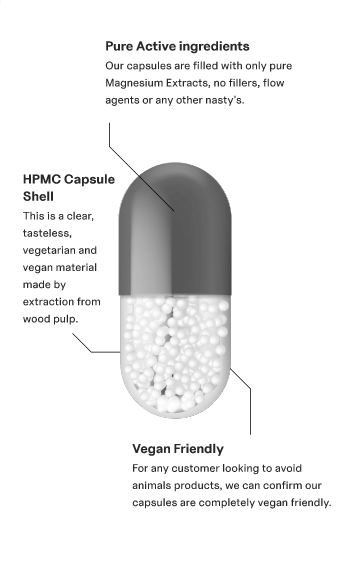 Pure Active ingredients
Our capsules are filled with only pure
Magnesium Extracts, no fillers, flow
agents or any other nasty's.
HPMC Capsule
Shell
This is a clear,
tasteless,
vegetarian and
vegan material
made by
extraction from
wood pulp.
Vegan Friendly
For any customer looking to avoid
animals products, we can confirm our
capsules are completely vegan friendly.